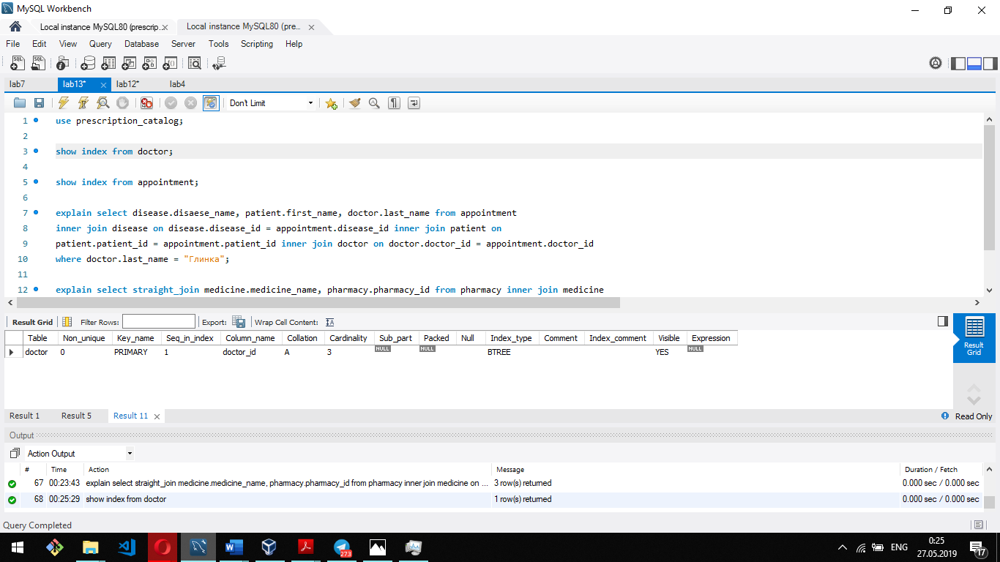 MySQL Workbench
Local instance MySQL80 (prescrip... Local instance MySQL80 (pre...
File Edit View Query Database Server Tools Scripting Help
lab7 lab13* lab12* lab4
Don't Limit
1 use prescription_catalog;
2
3 show index from doctor;
4
5 show index from appointment;
6
7 explain select disease.disaese_name, patient.first_name, doctor.last_name from appointment
8 inner join disease on disease.disease_id = appointment.disease_id inner join patient on
9 patient.patient_id = appointment.patient_id inner join doctor on doctor.doctor_id = appointment.doctor_id
10 where doctor.last_name = "Глинка";
11
12 explain select straight_join medicine.medicine_name, pharmacy.pharmacy_id from pharmacy inner join medicine
Result Grid Filter Rows: Export: Wrap Cell Content: IA
Table Non_unique Key_name Seq_in_index Column_name Collation Cardinality Sub_part Packed Null Index_type Comment Index_comment Visible Expression
doctor 0 PRIMARY 1 doctor_id A 3 NULL NULL BTREE YES NULL
Result Grid
Result 1 Result 5 Result 11 Read Only
Output
Action Output
# Time Action Message Duration / Fetch
67 00:23:43 explain select straight_join medicine.medicine_name, pharmacy.pharmacy_id from pharmacy inner join medicine on ... 3 row(s) returned 0.000 sec / 0.000 sec
68 00:25:29 show index from doctor 1 row(s) returned 0.000 sec / 0.000 sec
Query Completed
273 ENG 0:25
27.05.2019 17